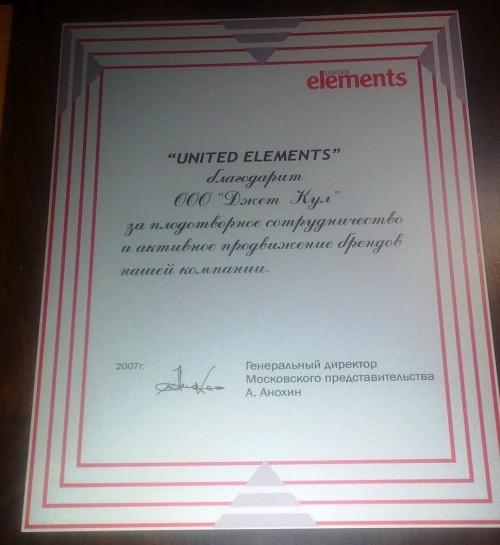 UNITED
elements
“UNITED ELEMENTS”
благодарит
ООО “Джет Кул”
за плодотворное сотрудничество
и активное продвижение брендов
нашей компании.
2007г.
Генеральный директор
Московского представительства
А. Анохин